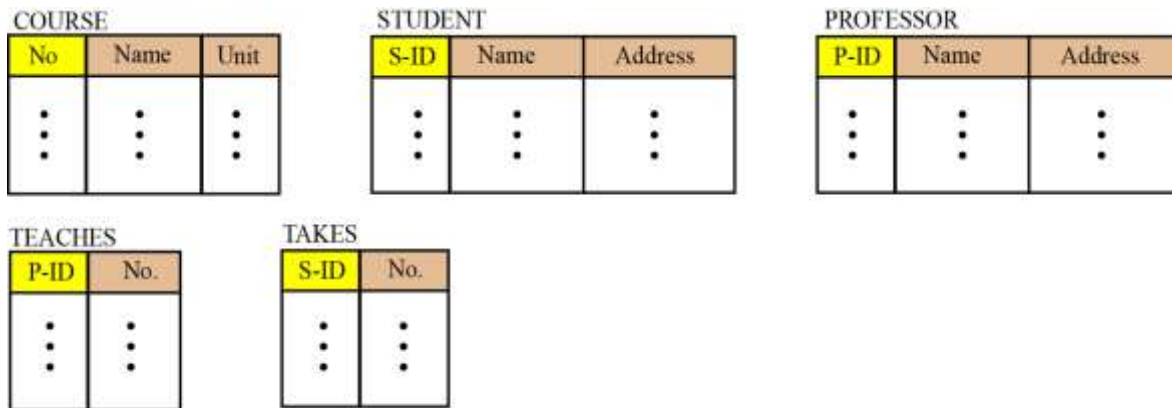 COURSE
No Name Unit
STUDENT
S-ID Name Address
PROFESSOR
P-ID Name Address
TEACHES
P-ID No.
TAKES
S-ID No.